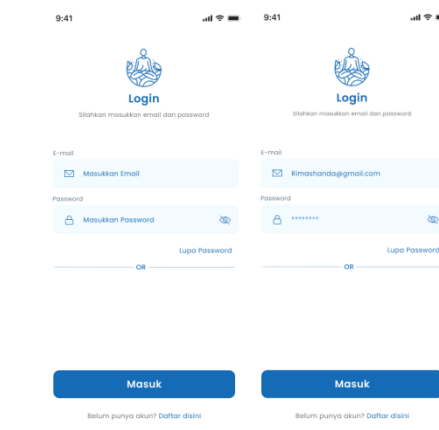 9:41
Login
Silahkan masukkan email dan password
E-mail
Masukkan Email
Password
Masukkan Password
Lupa Password
OR
Masuk
Belum punya akun? Daftar disini
9:41
Login
Silahkan masukkan email dan password
E-mail
Rimashanda@gmail.com
Password
********
Lupa Password
OR
Masuk
Belum punya akun? Daftar disini